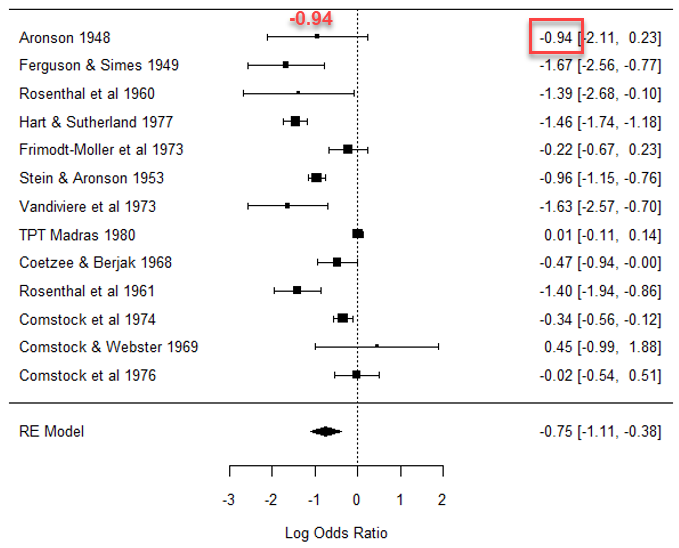 -0.94
Aronson 1948 -0.94 [-2.11, 0.23]
Ferguson & Simes 1949 -1.67 [-2.56, -0.77]
Rosenthal et al 1960 -1.39 [-2.68, -0.10]
Hart & Sutherland 1977 -1.46 [-1.74, -1.18]
Frimodt-Moller et al 1973 -0.22 [-0.67, 0.23]
Stein & Aronson 1953 -0.96 [-1.15, -0.76]
Vandiviere et al 1973 -1.63 [-2.57, -0.70]
TPT Madras 1980 0.01 [-0.11, 0.14]
Coetzee & Berjak 1968 -0.47 [-0.94, -0.00]
Rosenthal et al 1961 -1.40 [-1.94, -0.86]
Comstock et al 1974 -0.34 [-0.56, -0.12]
Comstock & Webster 1969 0.45 [-0.99, 1.88]
Comstock et al 1976 -0.02 [-0.54, 0.51]
RE Model -0.75 [-1.11, -0.38]
-3 -2 -1 0 1 2
Log Odds Ratio